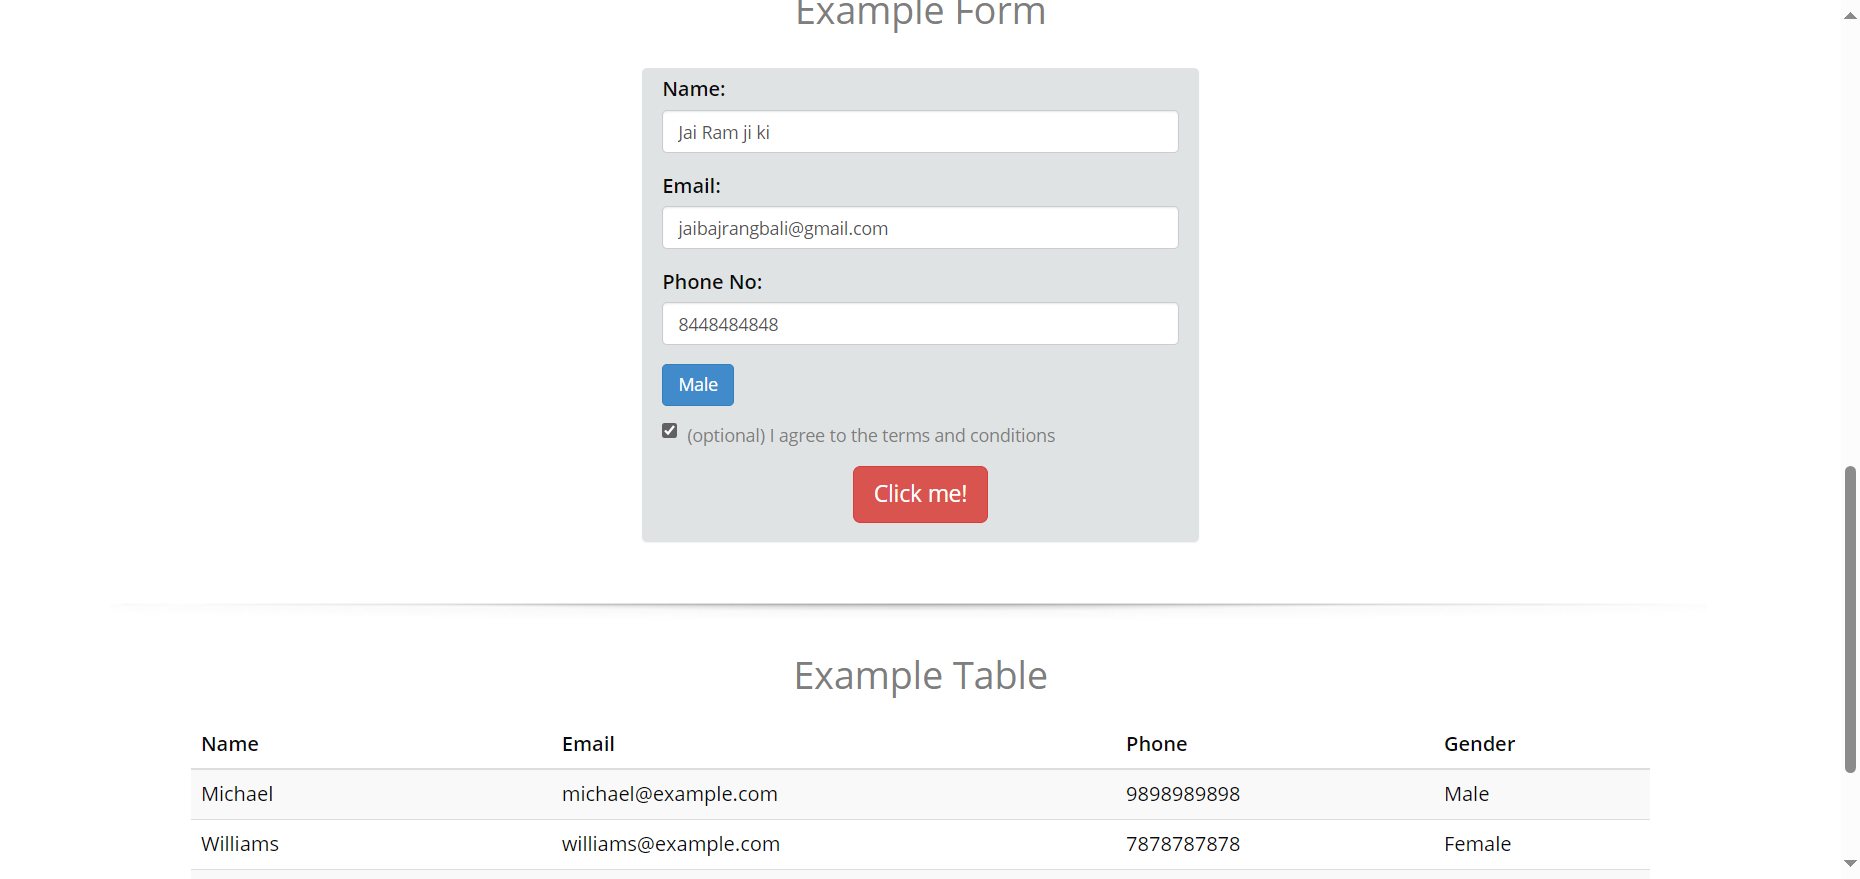 Example Form
Name:
Jai Ram ji ki
Email:
jaibajrangbali@gmail.com
Phone No:
8448484848
Male
(optional) I agree to the terms and conditions
Click me!
Example Table
Name Email Phone Gender
Michael michael@example.com 9898989898 Male
Williams williams@example.com 7878787878 Female